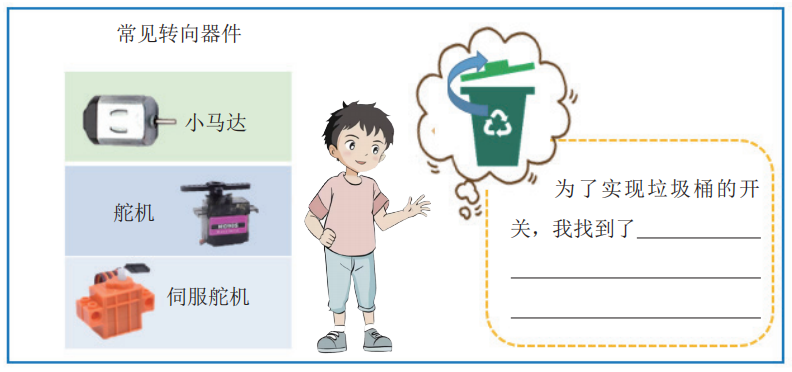 常见转向器件
小马达
舵机
伺服舵机
为了实现垃圾桶的开
关，我找到了